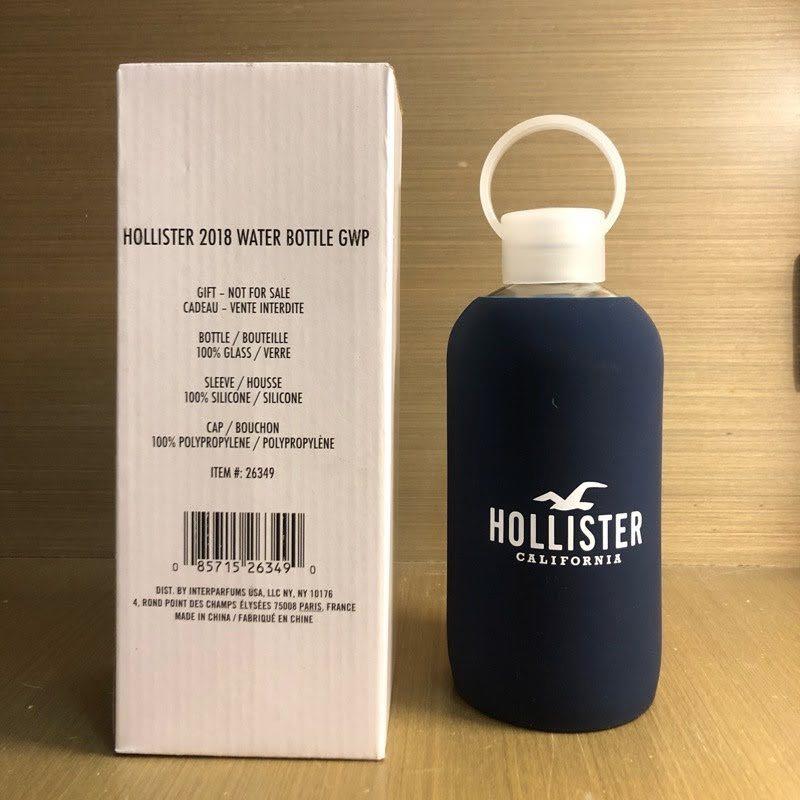 HOLLISTER 2018 WATER BOTTLE GWP
GIFT – NOT FOR SALE
CADEAU – VENTE INTERDITE
BOTTLE / BOUTEILLE
100% GLASS / VERRE
SLEEVE / HOUSSE
100% SILICONE / SILICONE
CAP / BOUCHON
100% POLYPROPYLENE / POLYPROPYLÈNE
ITEM #: 26349
0 85715 26349 0
DIST. BY INTERPARFUMS USA, LLC NY, NY 10176
4, ROND POINT DES CHAMPS ÉLYSÉES 75008 PARIS, FRANCE
MADE IN CHINA / FABRIQUÉ EN CHINE
HOLLISTER
CALIFORNIA